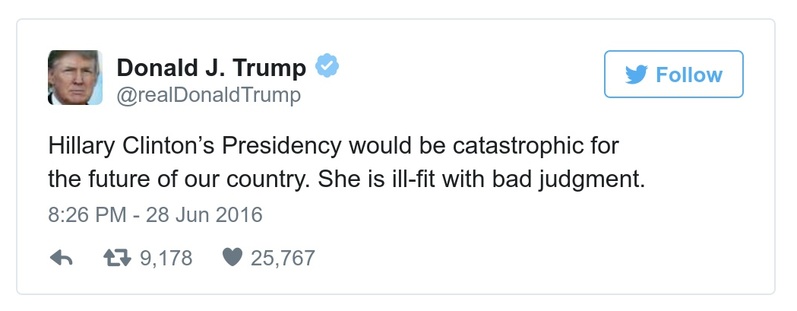 Donald J. Trump
@realDonaldTrump
Follow
Hillary Clinton’s Presidency would be catastrophic for
the future of our country. She is ill-fit with bad judgment.
8:26 PM - 28 Jun 2016
9,178 25,767